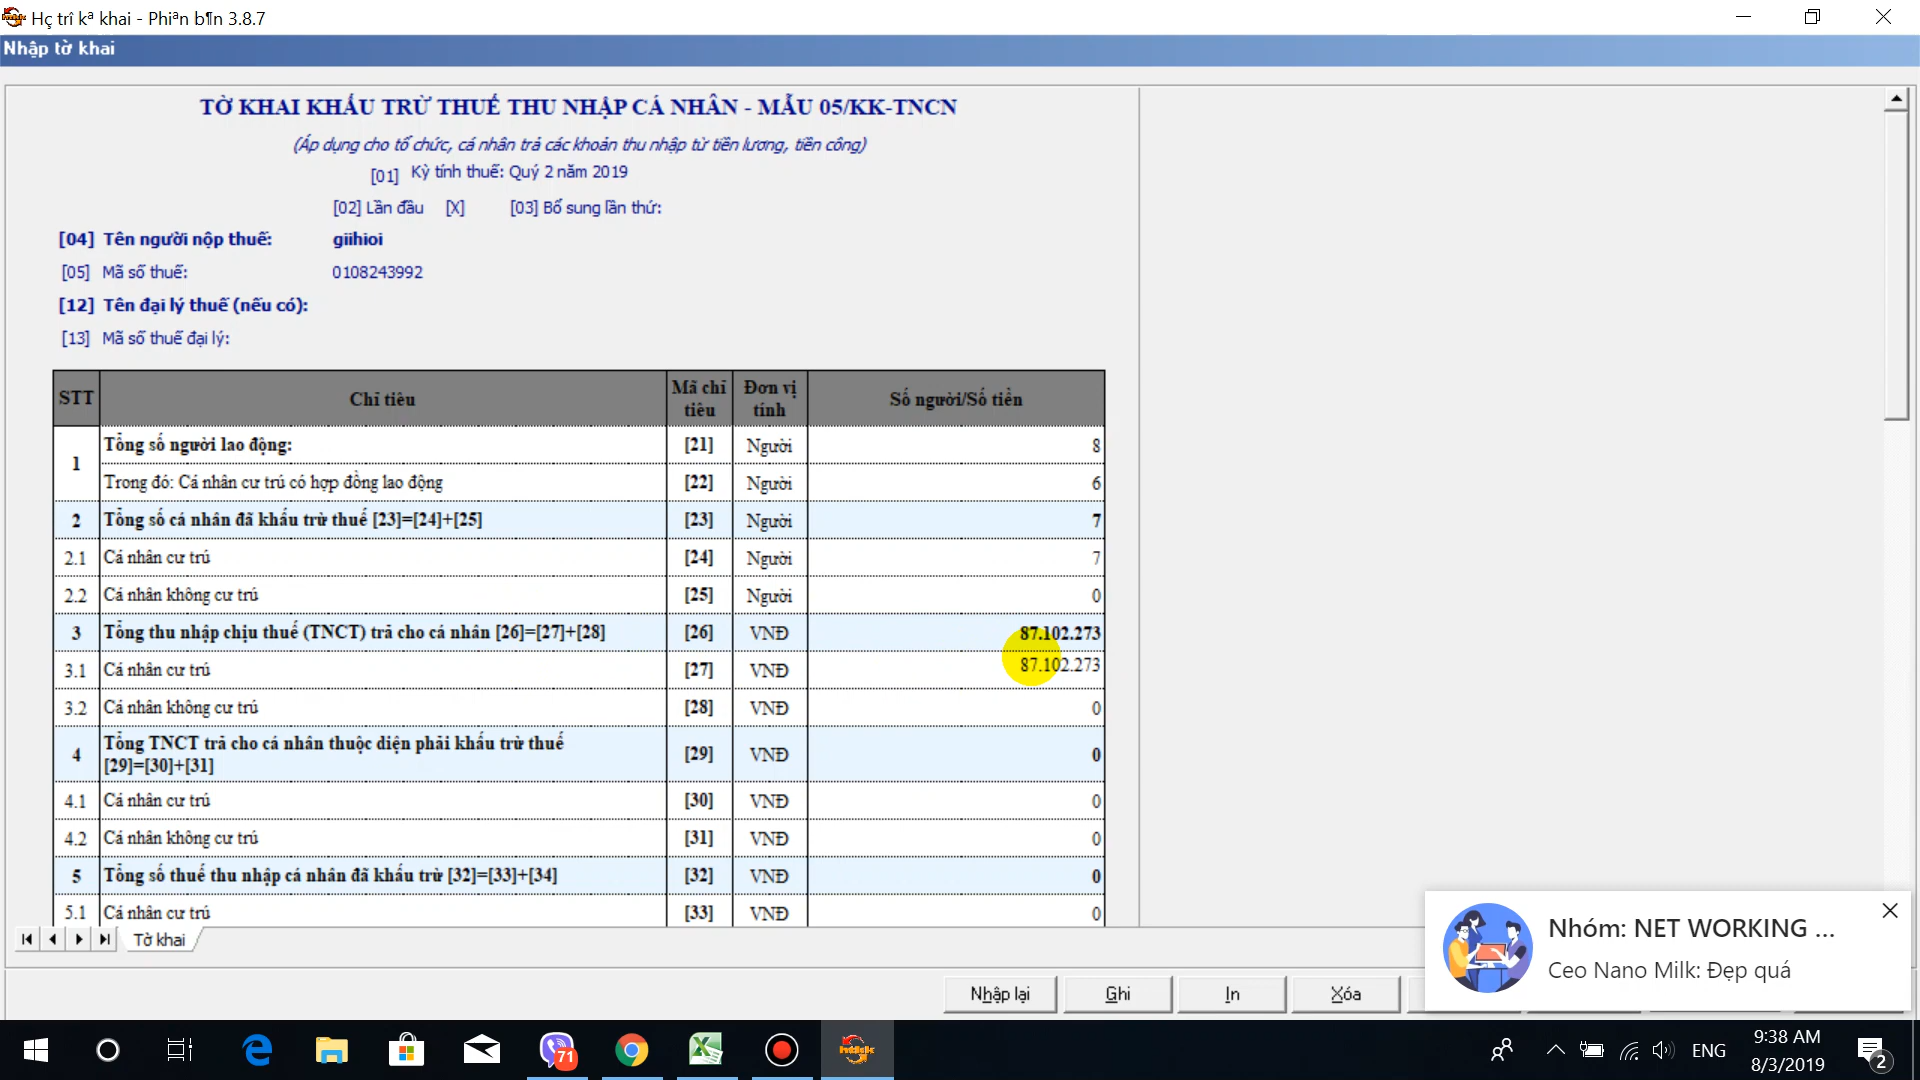 Hç trî kª khai - Phiªn b¶n 3.8.7
Nhập tờ khai
TỜ KHAI KHẤU TRỪ THUẾ THU NHẬP CÁ NHÂN - MẪU 05/KK-TNCN
(Áp dụng cho tổ chức, cá nhân trả các khoản thu nhập từ tiền lương, tiền công)
[01] Kỳ tính thuế: Quý 2 năm 2019
[02] Lần đầu [X] [03] Bổ sung lần thứ:
[04] Tên người nộp thuế: giihioi
[05] Mã số thuế: 0108243992
[12] Tên đại lý thuế (nếu có):
[13] Mã số thuế đại lý:
STT Chỉ tiêu Mã chỉ tiêu Đơn vị tính Số người/Số tiền
1 Tổng số người lao động: [21] Người 8
Trong đó: Cá nhân cư trú có hợp đồng lao động [22] Người 6
2 Tổng số cá nhân đã khấu trừ thuế [23]=[24]+[25] [23] Người 7
2.1 Cá nhân cư trú [24] Người 7
2.2 Cá nhân không cư trú [25] Người 0
3 Tổng thu nhập chịu thuế (TNCT) trả cho cá nhân [26]=[27]+[28] [26] VNĐ 87.102.273
3.1 Cá nhân cư trú [27] VNĐ 87.102.273
3.2 Cá nhân không cư trú [28] VNĐ 0
4 Tổng TNCT trả cho cá nhân thuộc diện phải khấu trừ thuế
[29]=[30]+[31] [29] VNĐ 0
4.1 Cá nhân cư trú [30] VNĐ 0
4.2 Cá nhân không cư trú [31] VNĐ 0
5 Tổng số thuế thu nhập cá nhân đã khấu trừ [32]=[33]+[34] [32] VNĐ 0
5.1 Cá nhân cư trú [33] VNĐ 0
Tờ khai
Nhập lại Ghi In Xóa
Nhóm: NET WORKING ...
Ceo Nano Milk: Đẹp quá
71
ENG
9:38 AM
8/3/2019
2